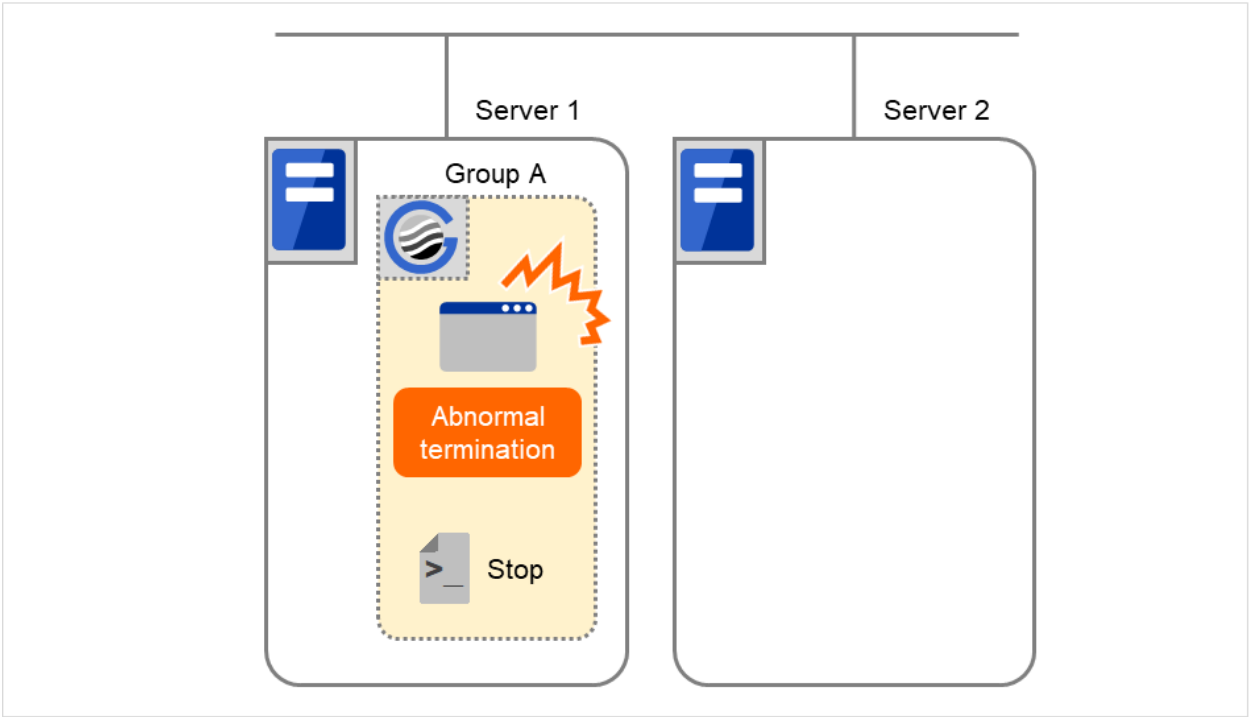 Server 1
Server 2
Group A
Abnormal
termination
>_
Stop